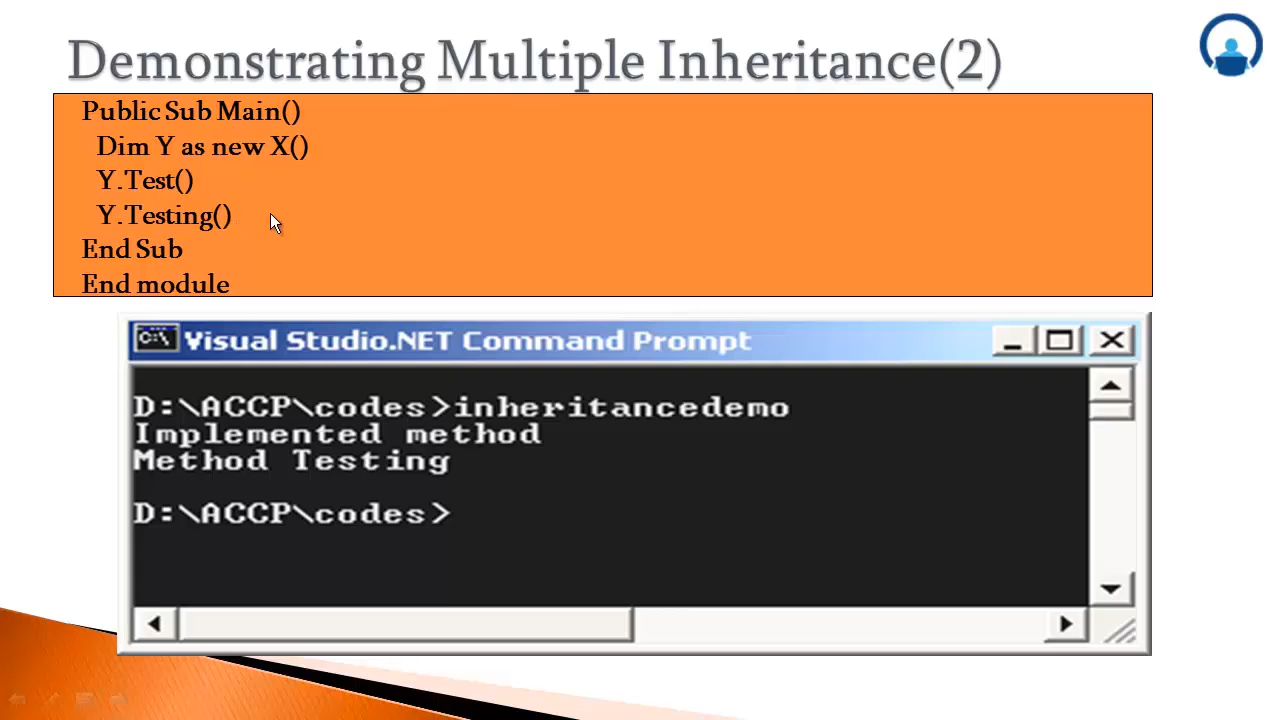 Demonstrating Multiple Inheritance(2)
Public Sub Main()
Dim Y as new X()
Y.Test()
Y.Testing()
End Sub
End module
C:\ Visual Studio.NET Command Prompt
D:\ACCP\codes>inheritancedemo
Implemented method
Method Testing
D:\ACCP\codes>